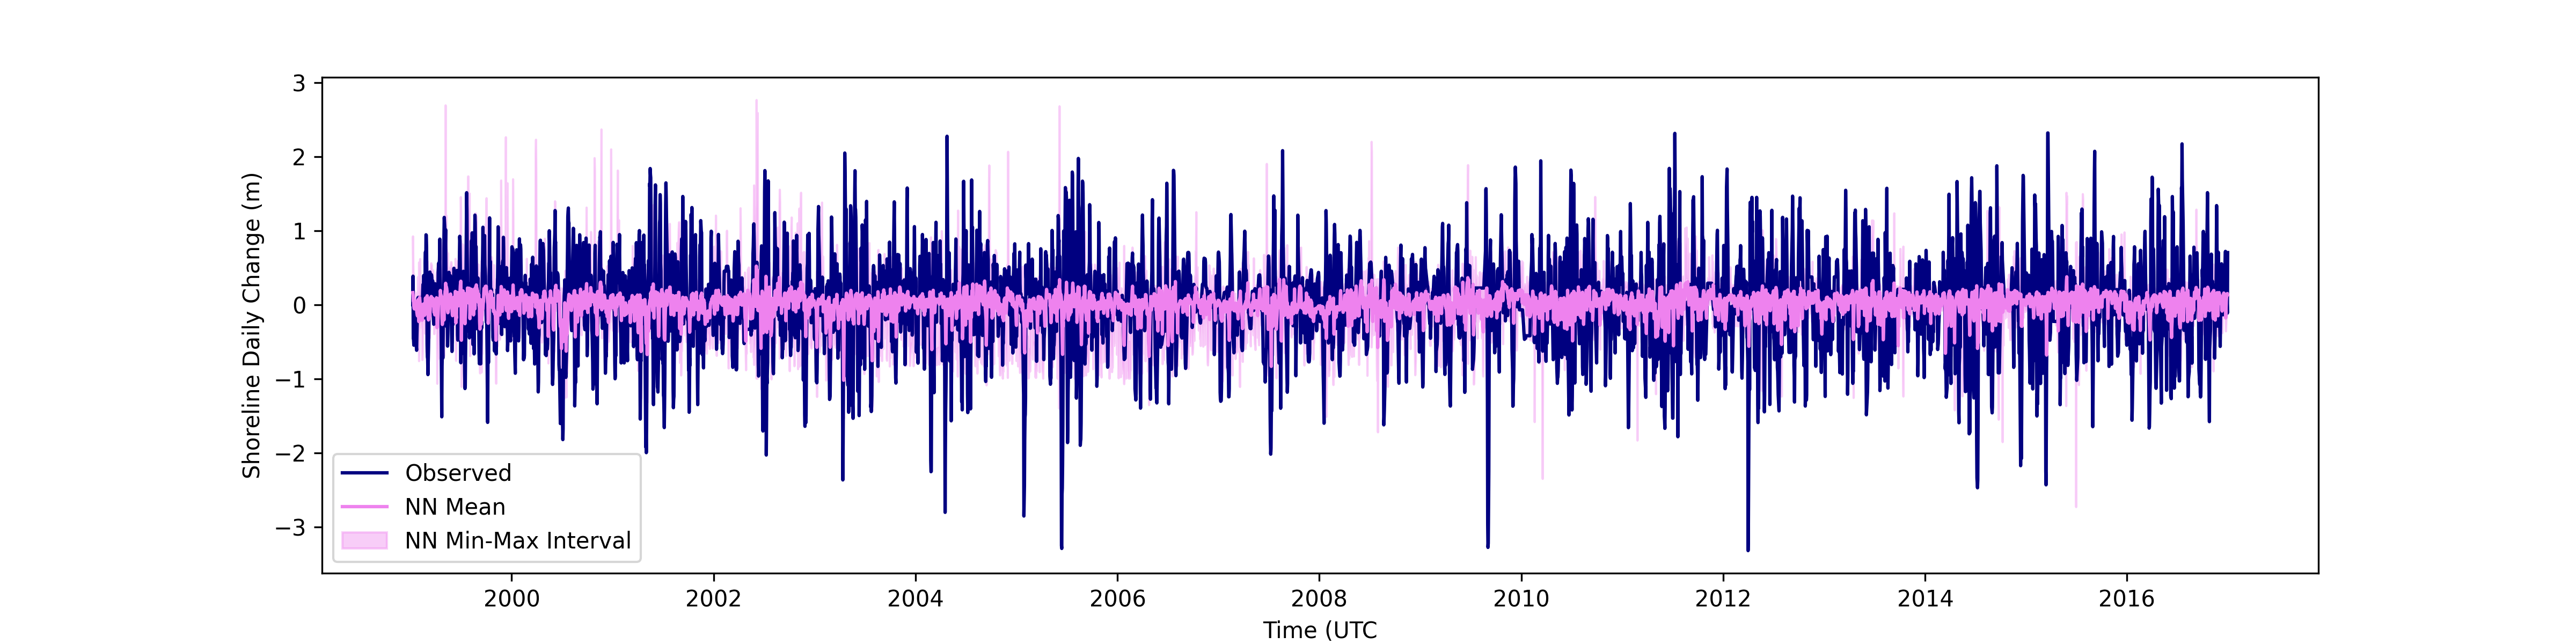 3
2
1
0
−1
−2
−3
Shoreline Daily Change (m)
Observed
NN Mean
NN Min-Max Interval
2000 2002 2004 2006 2008 2010 2012 2014 2016
Time (UTC